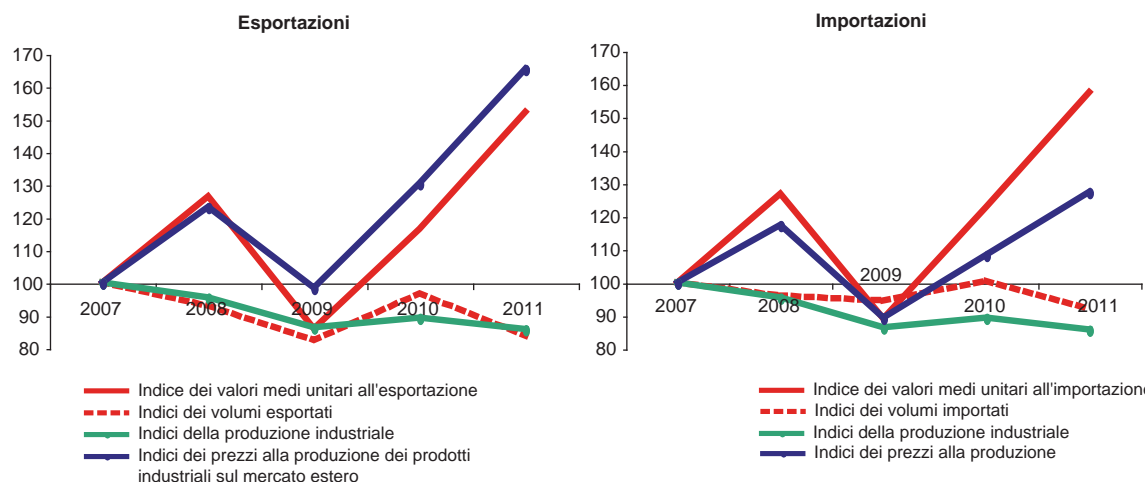 Esportazioni
170
160
150
140
130
120
110
100
90
80
2007
2008
2009
2010
2011
Indice dei valori medi unitari all'esportazione
Indici dei volumi esportati
Indici della produzione industriale
Indici dei prezzi alla produzione dei prodotti
industriali sul mercato estero
Importazioni
170
160
150
140
130
120
110
100
90
80
2007
2008
2009
2010
2011
Indice dei valori medi unitari all'importazione
Indici dei volumi importati
Indici della produzione industriale
Indici dei prezzi alla produzione